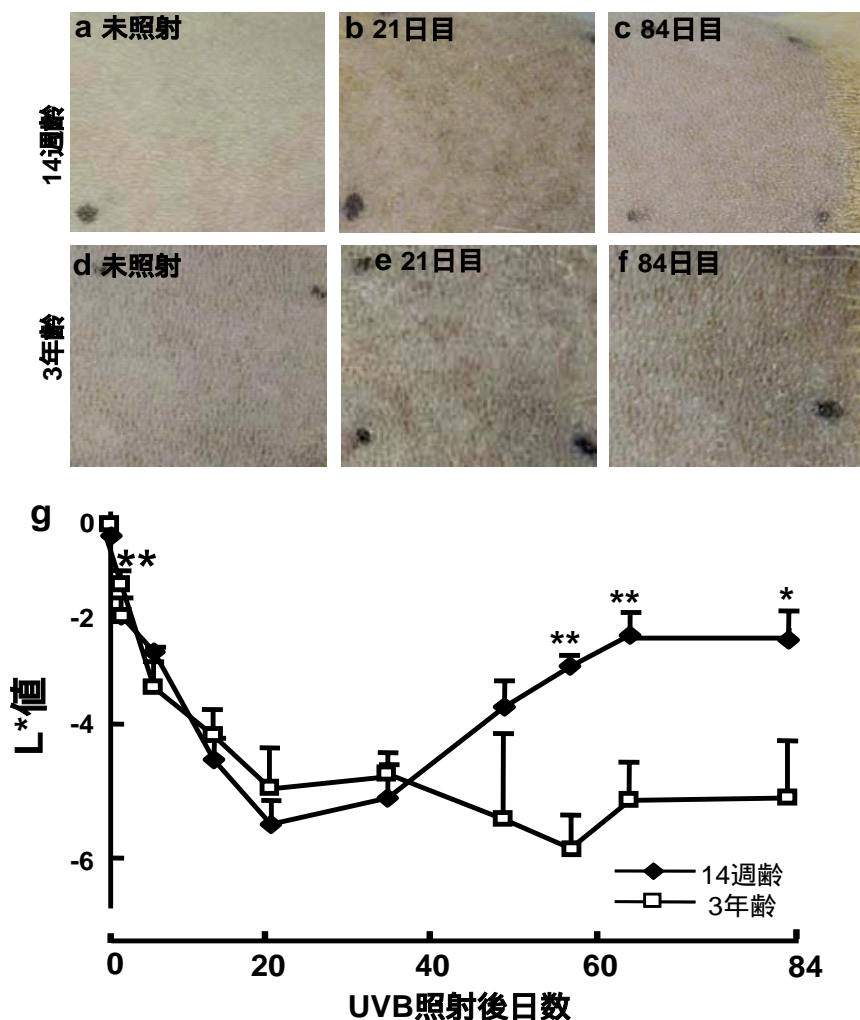 a 未照射
b 21日目
c 84日目
14週齢
d 未照射
e 21日目
f 84日目
3年齢
g
0
-2
-4
-6
L*値
**
**
**
*
14週齢
3年齢
0 20 40 60 84
UVB照射後日数